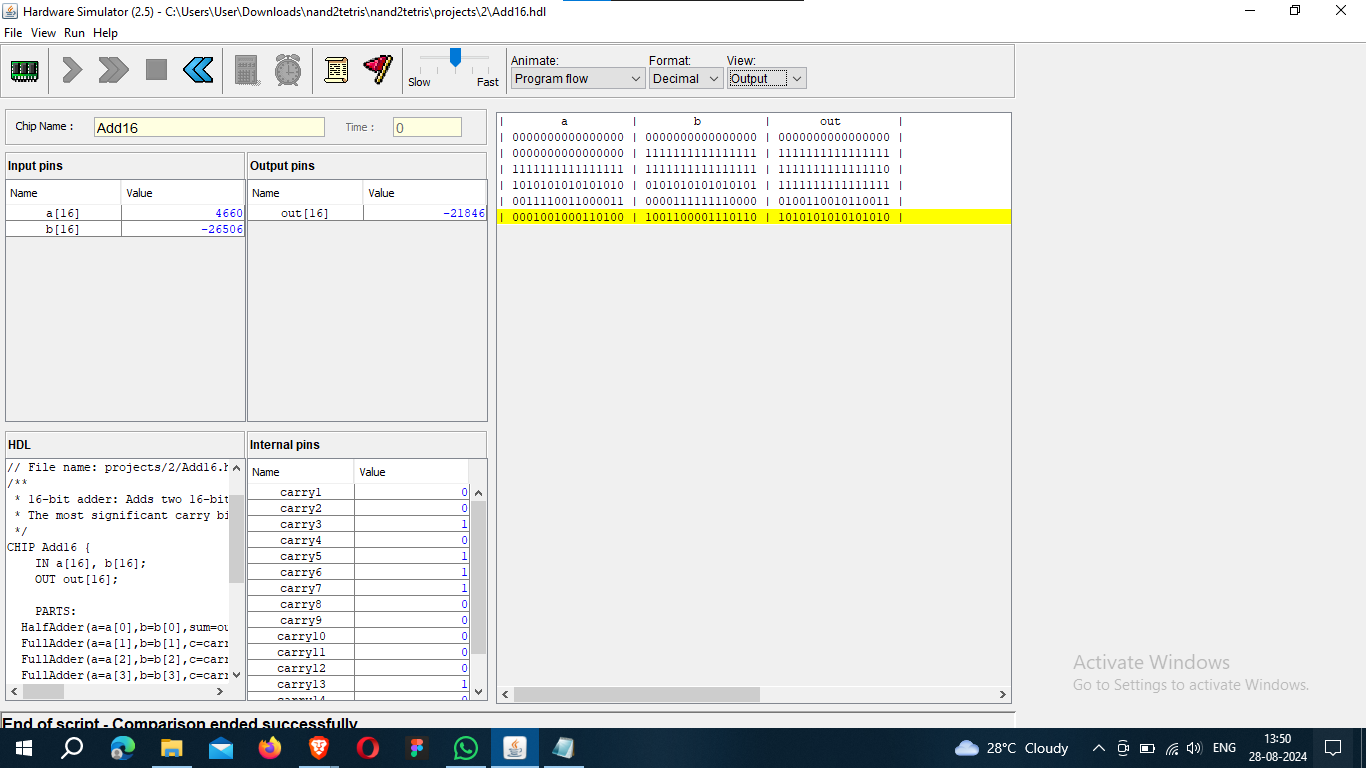 Hardware Simulator (2.5) - C:\Users\User\Downloads\nand2tetris\nand2tetris\projects\2\Add16.hdl
File View Run Help
Slow Fast
Animate: Format: View:
Program flow Decimal Output
Chip Name : Add16 Time : 0
Input pins
Name Value
a[16] 4660
b[16] -26506
Output pins
Name Value
out[16] -21846
| a | b | out |
| 0000000000000000 | 0000000000000000 | 0000000000000000 |
| 0000000000000000 | 1111111111111111 | 1111111111111111 |
| 1111111111111111 | 1111111111111111 | 1111111111111110 |
| 1010101010101010 | 0101010101010101 | 1111111111111111 |
| 0011110011000011 | 0000111111110000 | 0100110010110011 |
| 0001001000110100 | 1001100001110110 | 1010101010101010 |
HDL
// File name: projects/2/Add16.h
/**
* 16-bit adder: Adds two 16-bit
* The most significant carry bi
*/
CHIP Add16 {
IN a[16], b[16];
OUT out[16];
PARTS:
HalfAdder(a=a[0],b=b[0],sum=ou
FullAdder(a=a[1],b=b[1],c=carr
FullAdder(a=a[2],b=b[2],c=carr
FullAdder(a=a[3],b=b[3],c=carr
Internal pins
Name Value
carry1 0
carry2 0
carry3 1
carry4 0
carry5 1
carry6 1
carry7 1
carry8 0
carry9 0
carry10 0
carry11 0
carry12 0
carry13 1
carry14 0
End of script - Comparison ended successfully
Activate Windows
Go to Settings to activate Windows.
28°C Cloudy
ENG
13:50
28-08-2024